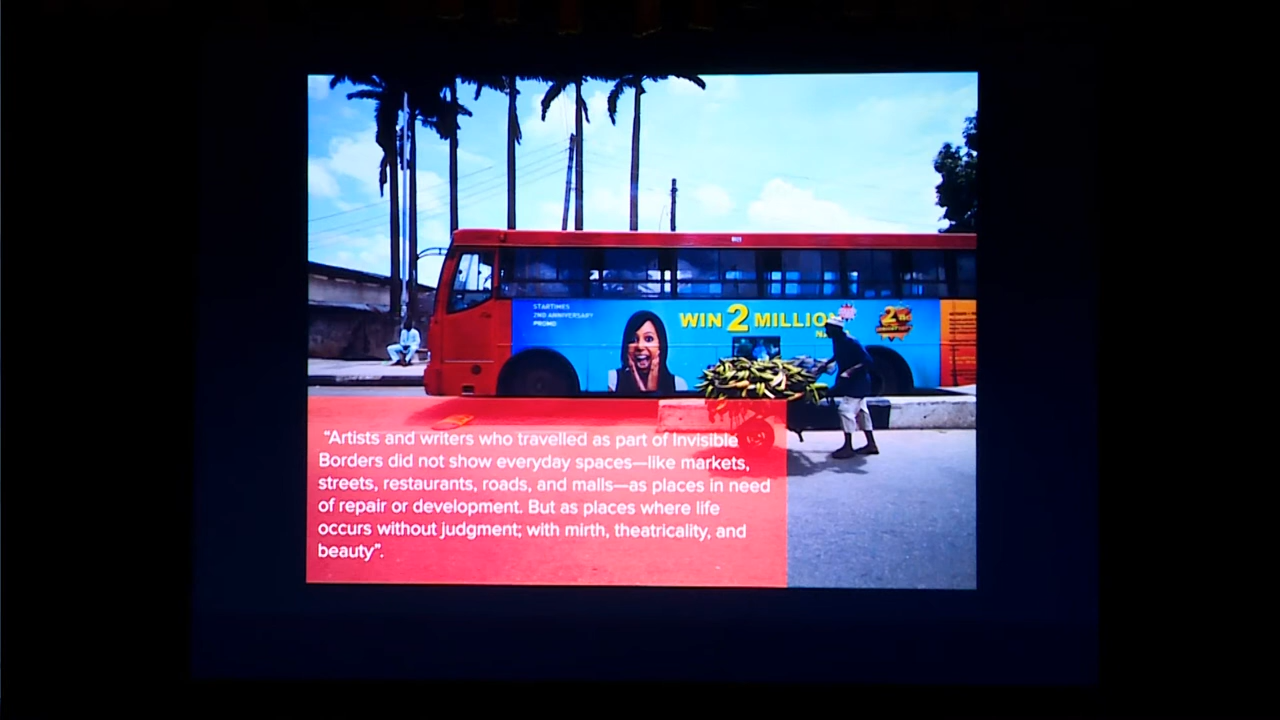 STARTIMES
2ND ANNIVERSARY
PROMO
WIN 2 MILLION
“Artists and writers who travelled as part of Invisible
Borders did not show everyday spaces—like markets,
streets, restaurants, roads, and malls—as places in need
of repair or development. But as places where life
occurs without judgment; with mirth, theatricality, and
beauty”.